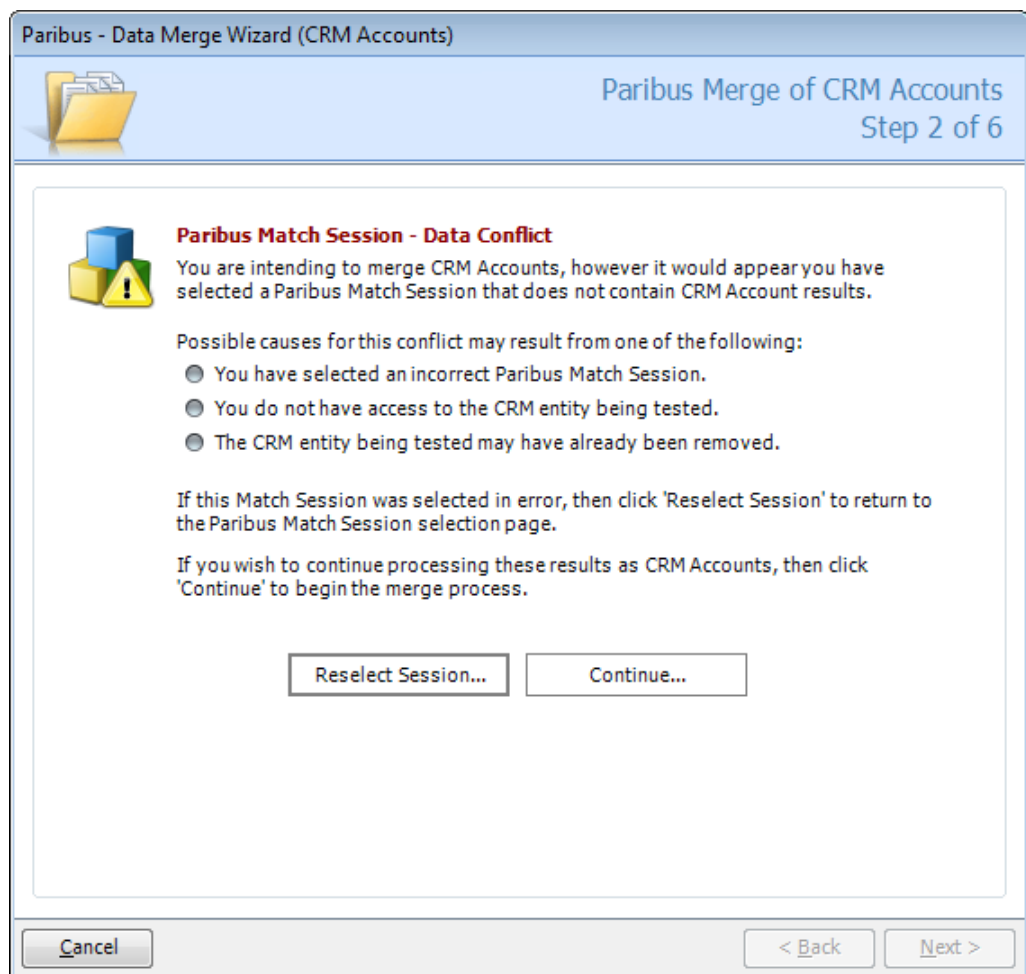 Paribus - Data Merge Wizard (CRM Accounts)
Paribus Merge of CRM Accounts
Step 2 of 6
Paribus Match Session - Data Conflict
You are intending to merge CRM Accounts, however it would appear you have
selected a Paribus Match Session that does not contain CRM Account results.
Possible causes for this conflict may result from one of the following:
You have selected an incorrect Paribus Match Session.
You do not have access to the CRM entity being tested.
The CRM entity being tested may have already been removed.
If this Match Session was selected in error, then click 'Reselect Session' to return to
the Paribus Match Session selection page.
If you wish to continue processing these results as CRM Accounts, then click
'Continue' to begin the merge process.
Reselect Session...
Continue...
Cancel
< Back
Next >